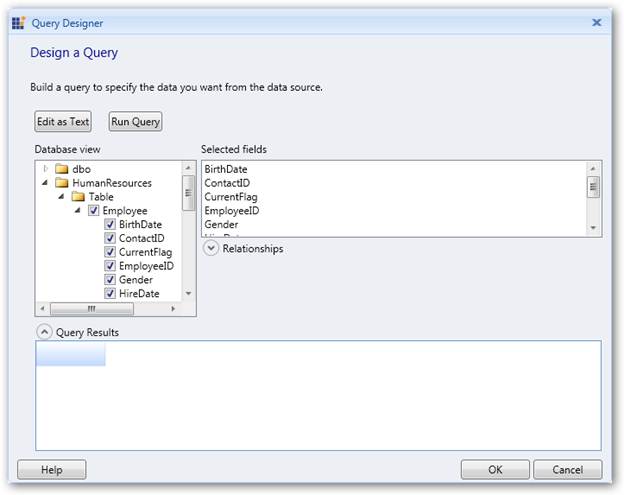 Query Designer
Design a Query
Build a query to specify the data you want from the data source.
Edit as Text Run Query
Database view
dbo
HumanResources
Table
Employee
BirthDate
ContactID
CurrentFlag
EmployeeID
Gender
HireDate
Selected fields
BirthDate
ContactID
CurrentFlag
EmployeeID
Gender
Relationships
Query Results
Help OK Cancel